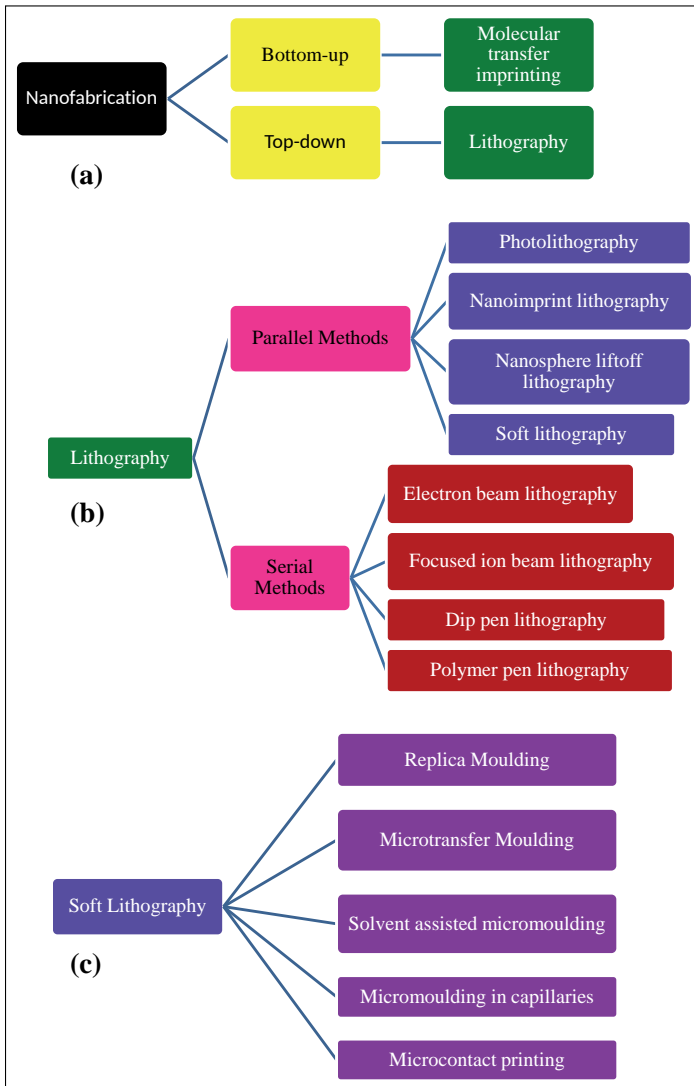 Nanofabrication
Bottom-up
Molecular
transfer
imprinting
Top-down
Lithography
(a)
Lithography
Parallel Methods
Photolithography
Nanoimprint lithography
Nanosphere liftoff
lithography
Soft lithography
Serial
Methods
Electron beam lithography
Focused ion beam lithography
Dip pen lithography
Polymer pen lithography
(b)
Soft Lithography
Replica Moulding
Microtransfer Moulding
Solvent assisted micromoulding
Micromoulding in capillaries
Microcontact printing
(c)